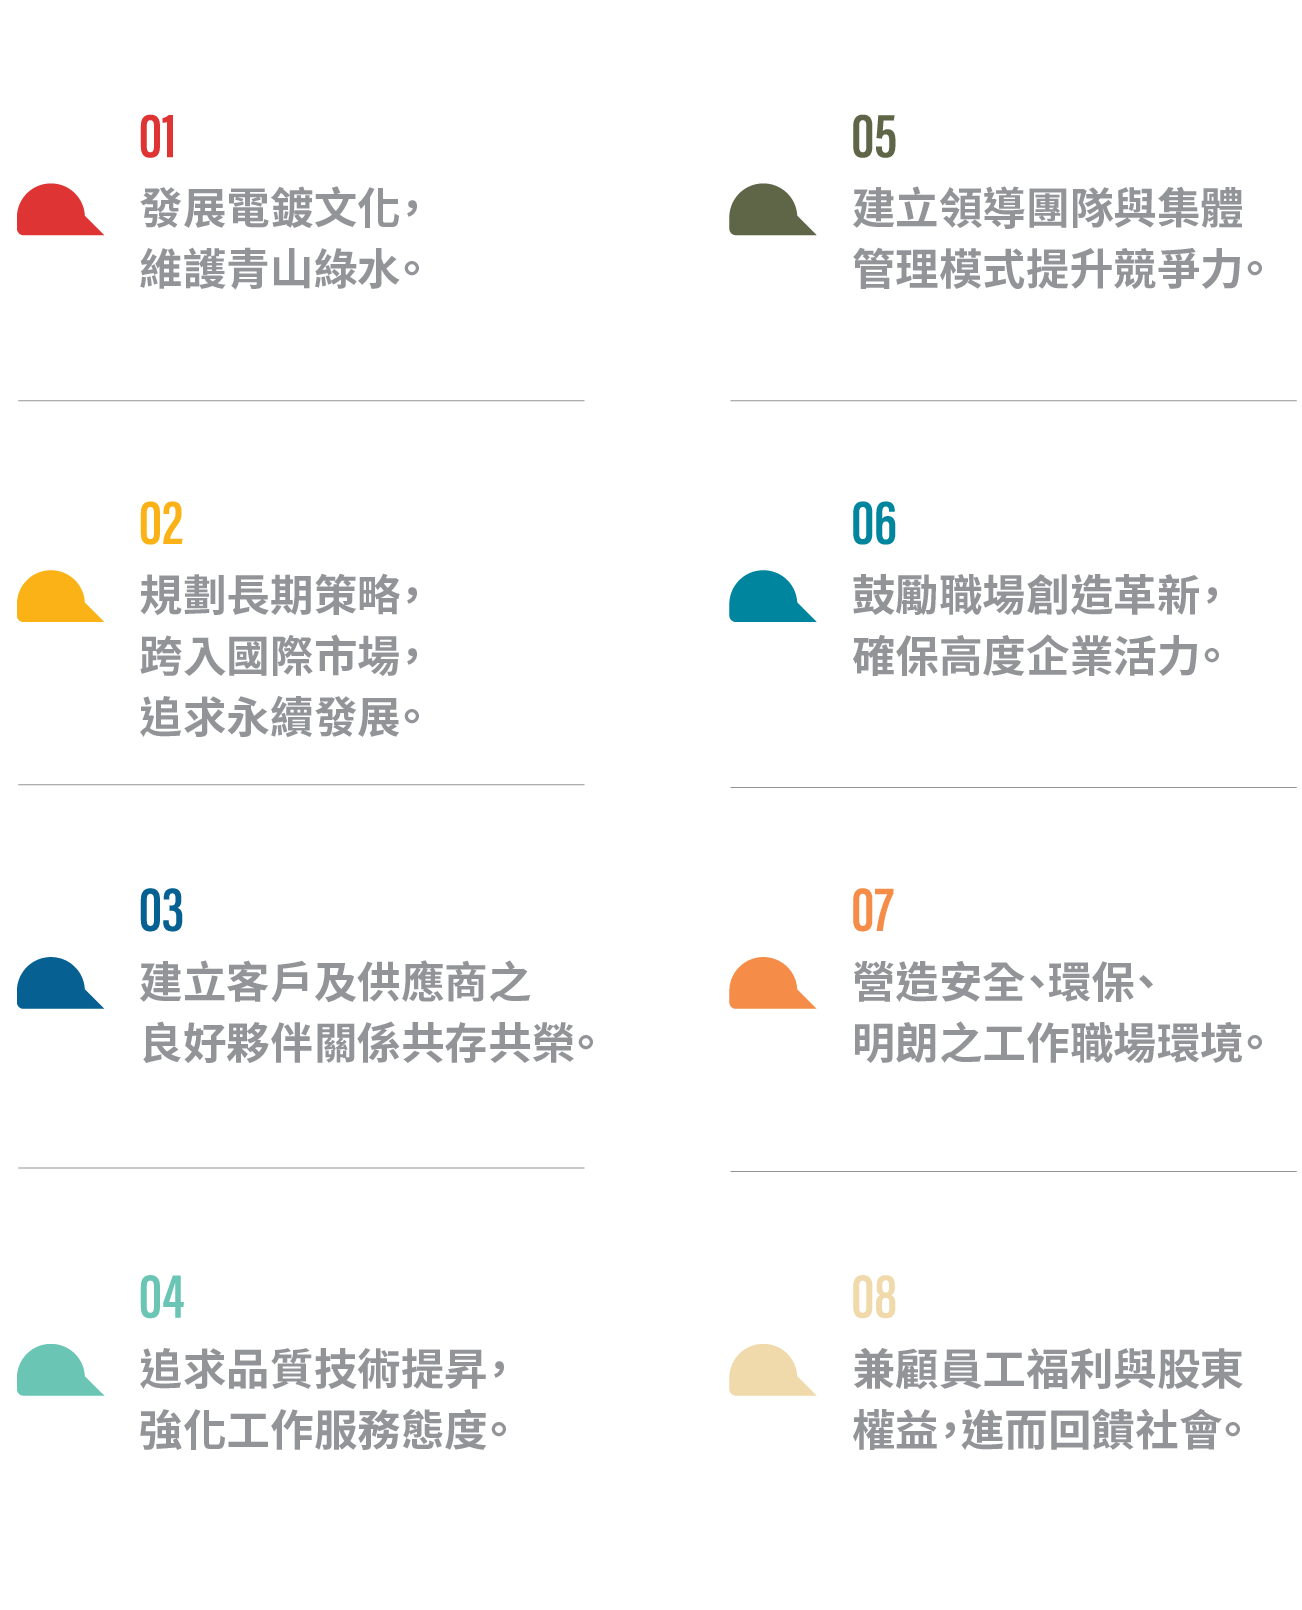 01
發展電鍍文化，
維護青山綠水。
02
規劃長期策略，
跨入國際市場，
追求永續發展。
03
建立客戶及供應商之
良好夥伴關係共存共榮。
04
追求品質技術提昇，
強化工作服務態度。
05
建立領導團隊與集體
管理模式提升競爭力。
06
鼓勵職場創造革新，
確保高度企業活力。
07
營造安全、環保、
明朗之工作職場環境。
08
兼顧員工福利與股東
權益，進而回饋社會。